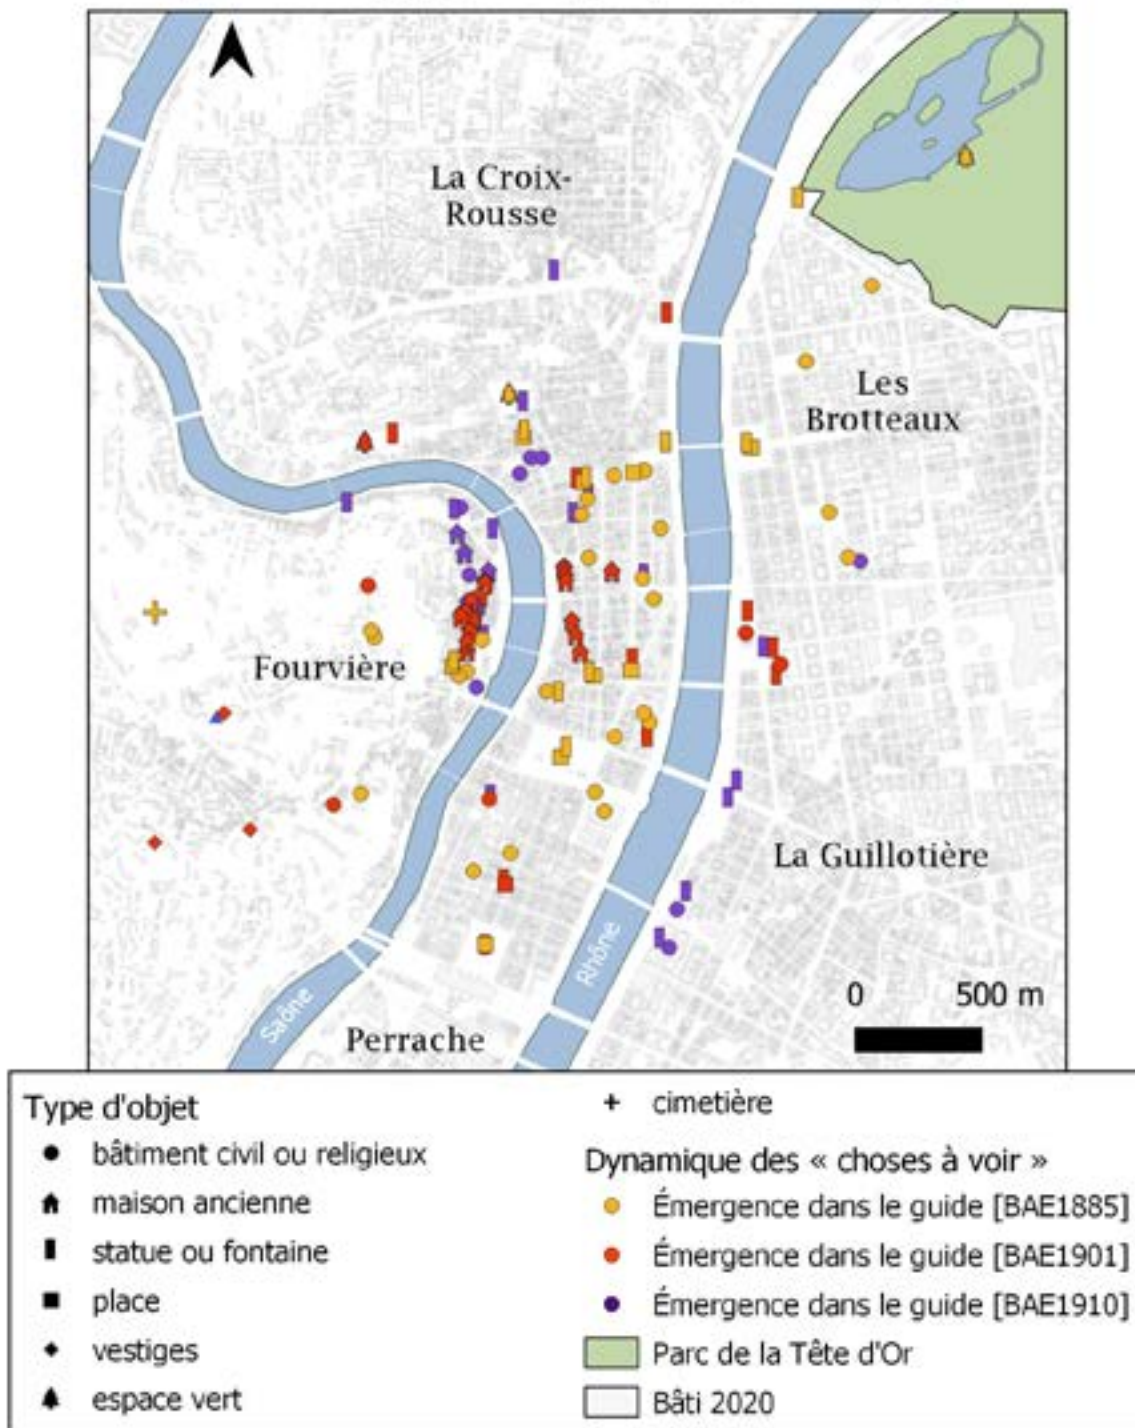 La Croix-
Rousse
Les
Brotteaux
Fourvière
La Guillotière
Rhône
0 500 m
Saône
Perrache
Type d'objet
bâtiment civil ou religieux
maison ancienne
statue ou fontaine
place
vestiges
espace vert
cimetière
Dynamique des « choses à voir »
Émergence dans le guide [BAE1885]
Émergence dans le guide [BAE1901]
Émergence dans le guide [BAE1910]
Parc de la Tête d'Or
Bâti 2020